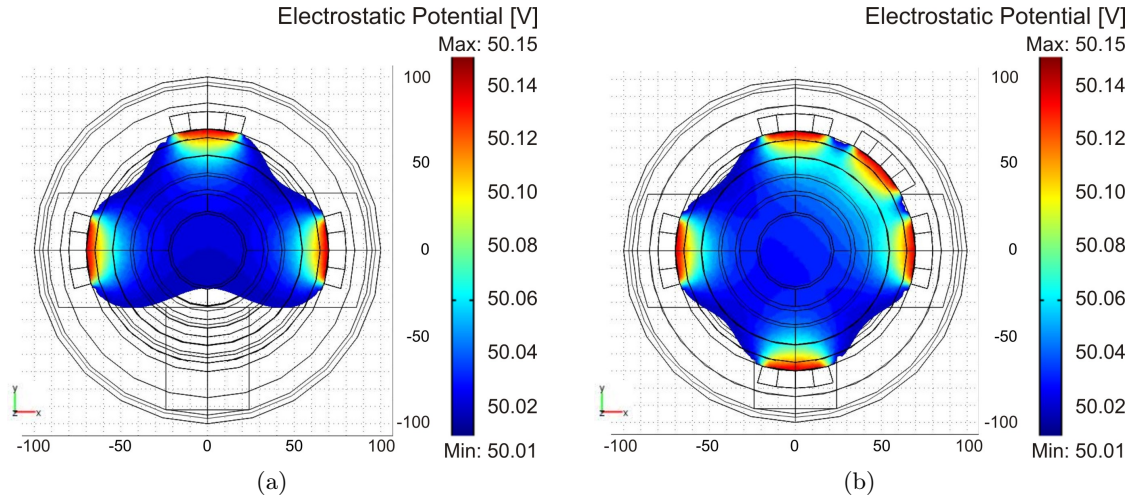 Electrostatic Potential [V]
Max: 50.15
50.14
50.12
50.10
50.08
50.06
50.04
50.02
Min: 50.01
100
50
0
-50
-100
-100 -50 0 50 100
y
z x
(a)
Electrostatic Potential [V]
Max: 50.15
50.14
50.12
50.10
50.08
50.06
50.04
50.02
Min: 50.01
100
50
0
-50
-100
-100 -50 0 50 100
y
z x
(b)